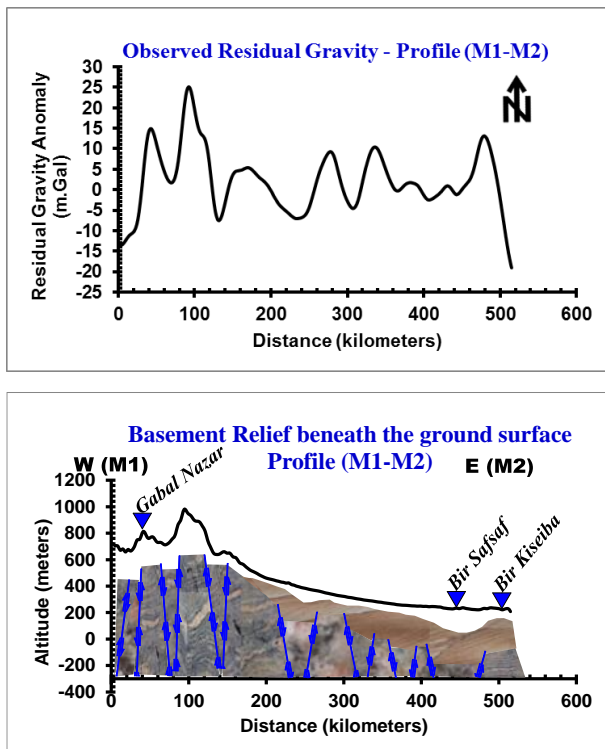 Observed Residual Gravity - Profile (M1-M2)
Residual Gravity Anomaly
(m.Gal)
30
25
20
15
10
5
0
-5
-10
-15
-20
-25
N
0
100
200
300
400
500
600
Distance (kilometers)
Basement Relief beneath the ground surface
W (M1)
Profile (M1-M2)
E (M2)
Gabal Nazar
Bir Safsaf
Bir Kiseiba
Altitude (meters)
1200
1000
800
600
400
200
0
-200
-400
0
100
200
300
400
500
600
Distance (kilometers)